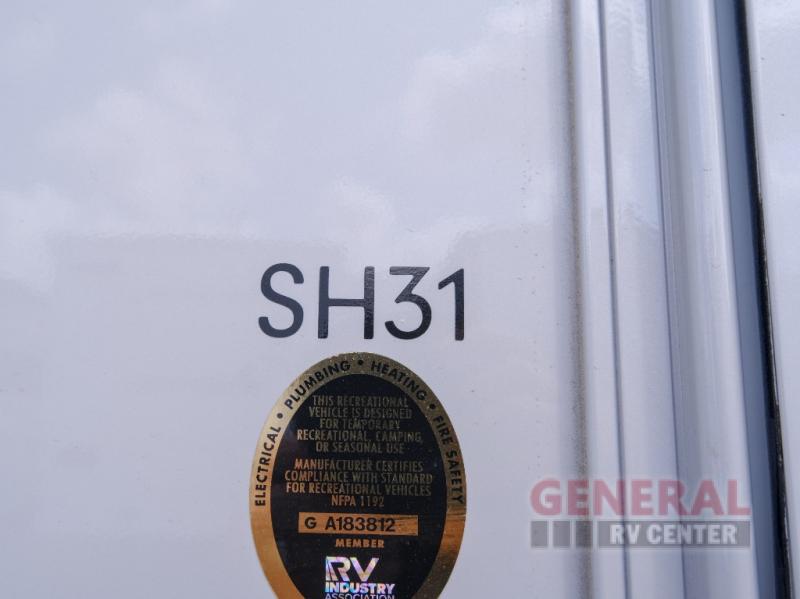 SH31
ELECTRICAL • PLUMBING • HEATING • FIRE SAFETY
THIS RECREATIONAL
VEHICLE IS DESIGNED
FOR TEMPORARY
RECREATIONAL, CAMPING,
OR SEASONAL USE
MANUFACTURER CERTIFIES
COMPLIANCE WITH STANDARD
FOR RECREATIONAL VEHICLES
NFPA 1192
G A183812
MEMBER
RV
INDUSTRY
ASSOCIATION
GENERAL
RV CENTER